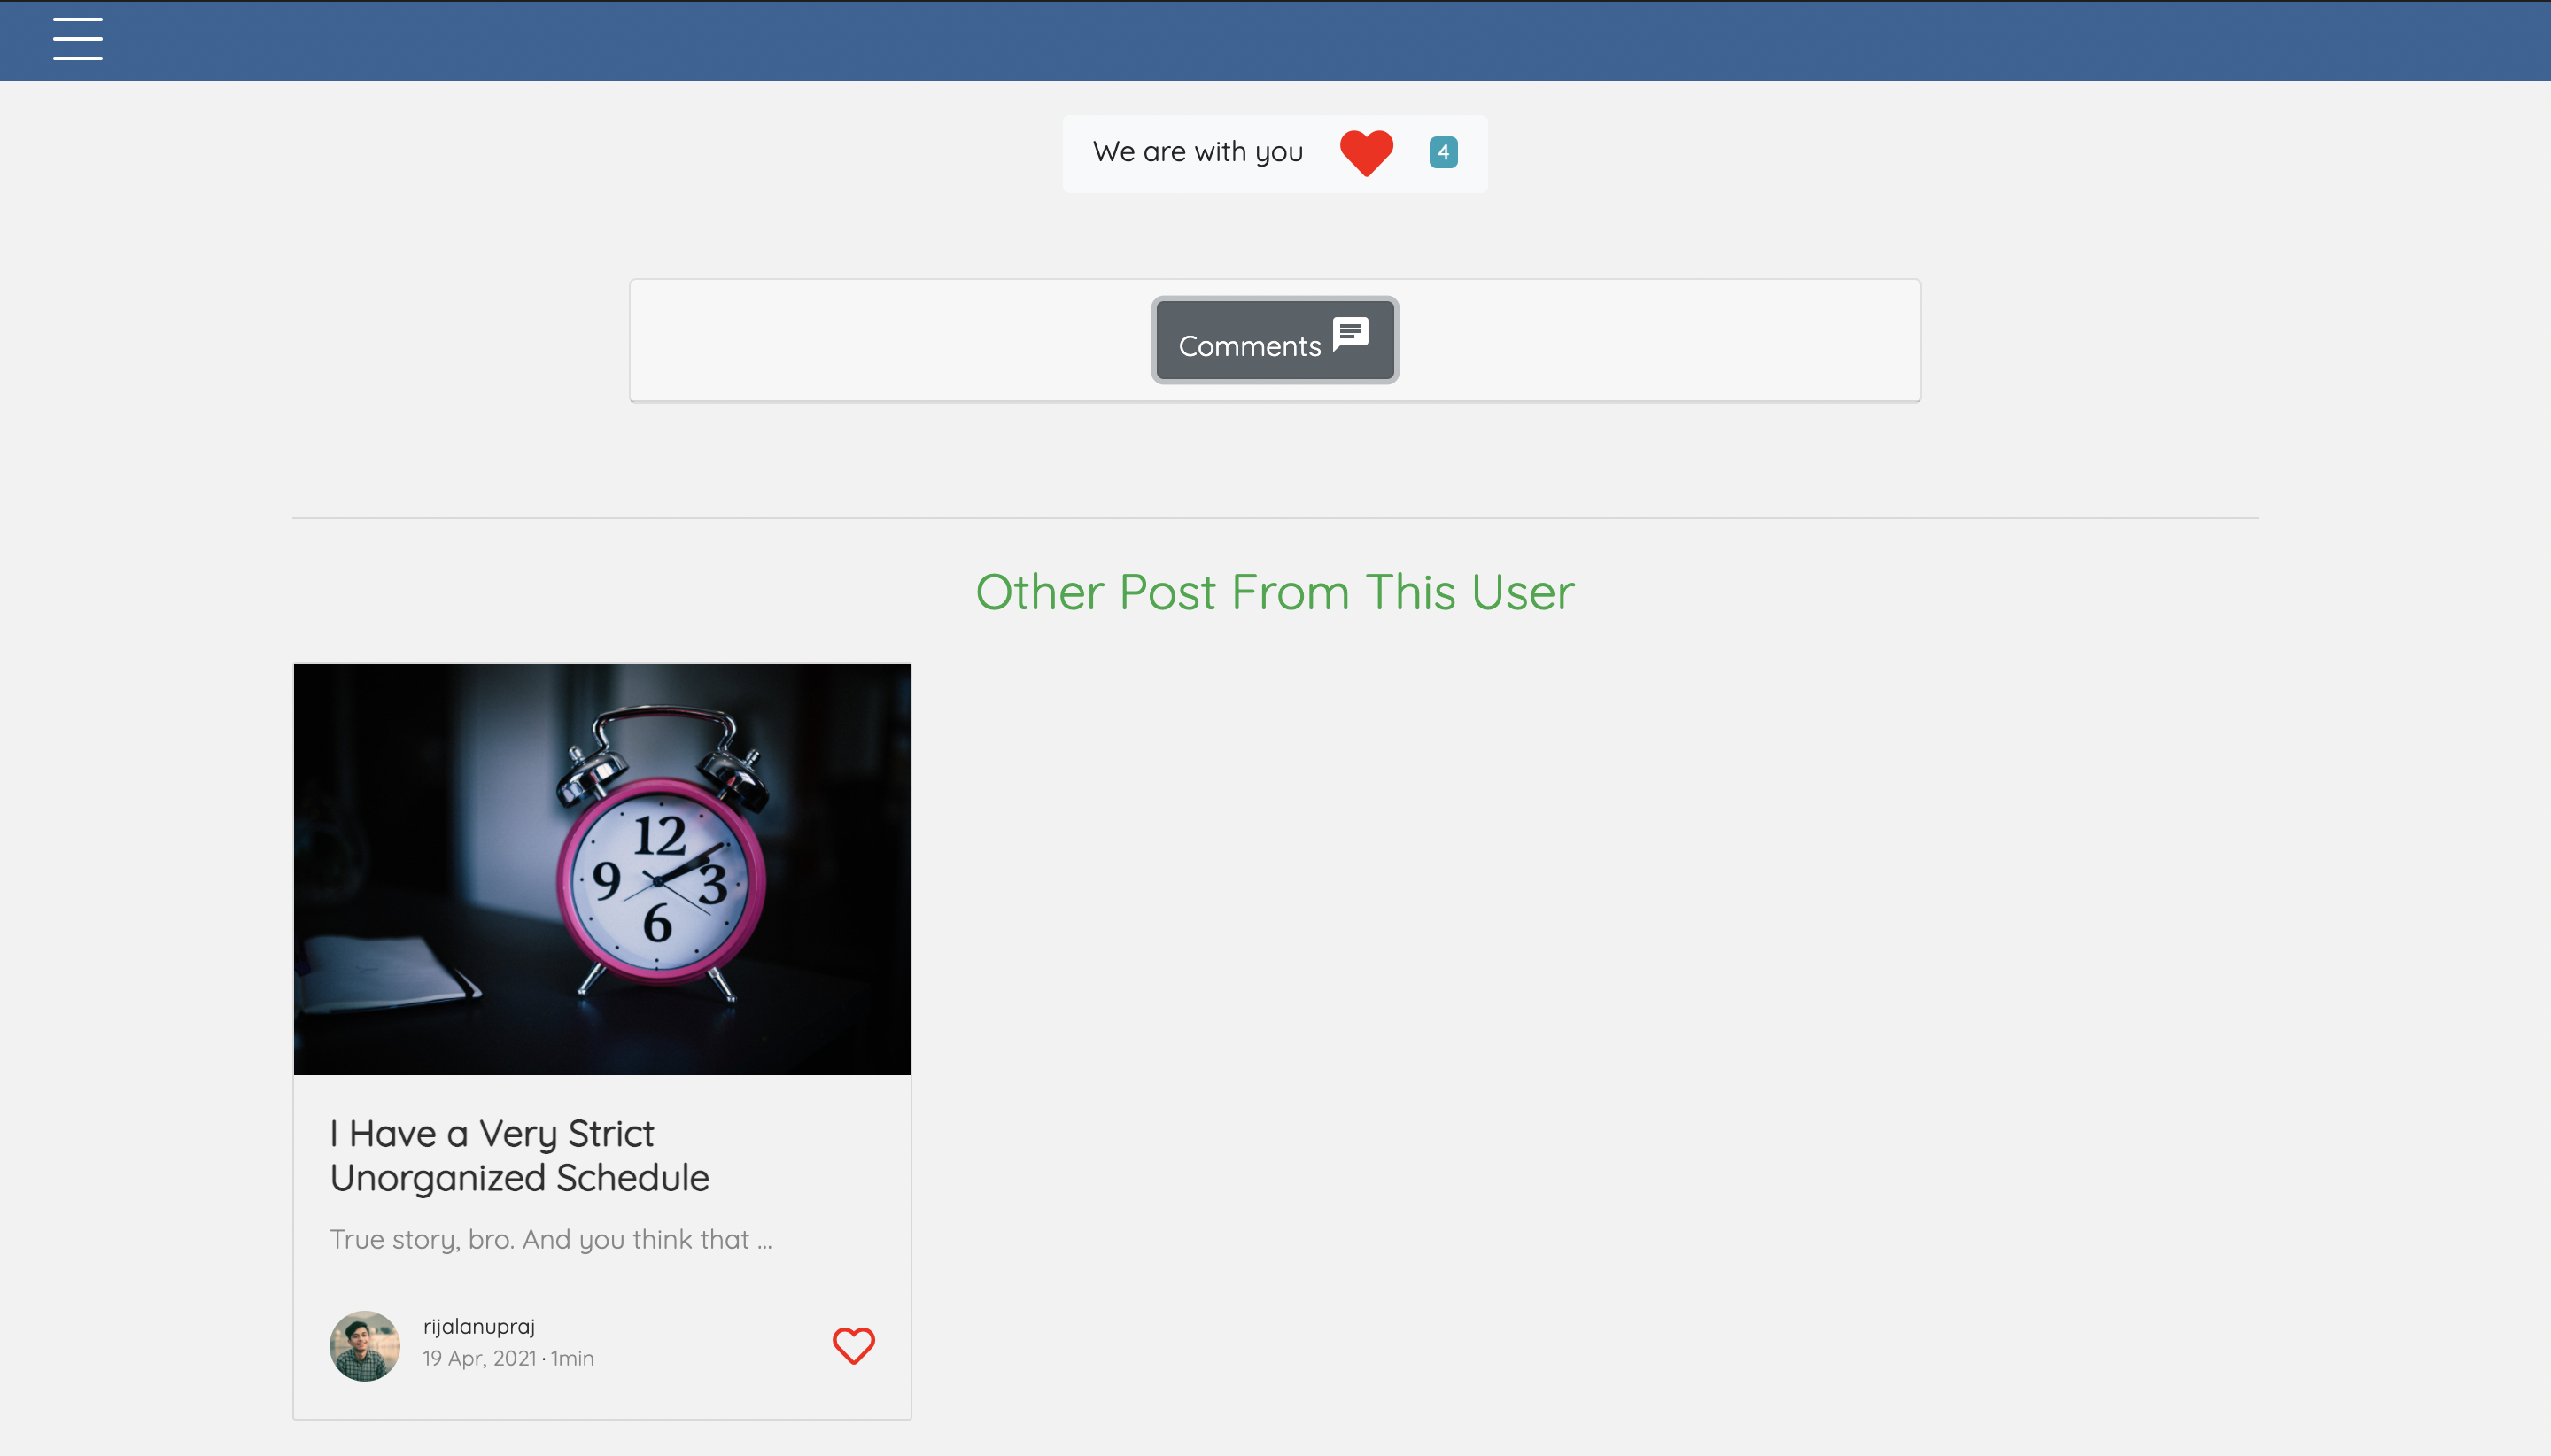 We are with you 4
Comments
Other Post From This User
12
9 3
6
I Have a Very Strict
Unorganized Schedule
True story, bro. And you think that ...
rijalanupraj
19 Apr, 2021 · 1min